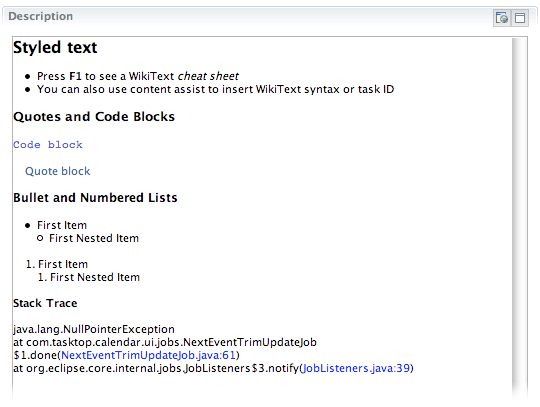 Description
Styled text
• Press F1 to see a WikiText cheat sheet
• You can also use content assist to insert WikiText syntax or task ID
Quotes and Code Blocks
Code block
Quote block
Bullet and Numbered Lists
• First Item
○ First Nested Item
1. First Item
1. First Nested Item
Stack Trace
java.lang.NullPointerException
at com.tasktop.calendar.ui.jobs.NextEventTrimUpdateJob
$1.done(NextEventTrimUpdateJob.java:61)
at org.eclipse.core.internal.jobs.JobListeners$3.notify(JobListeners.java:39)